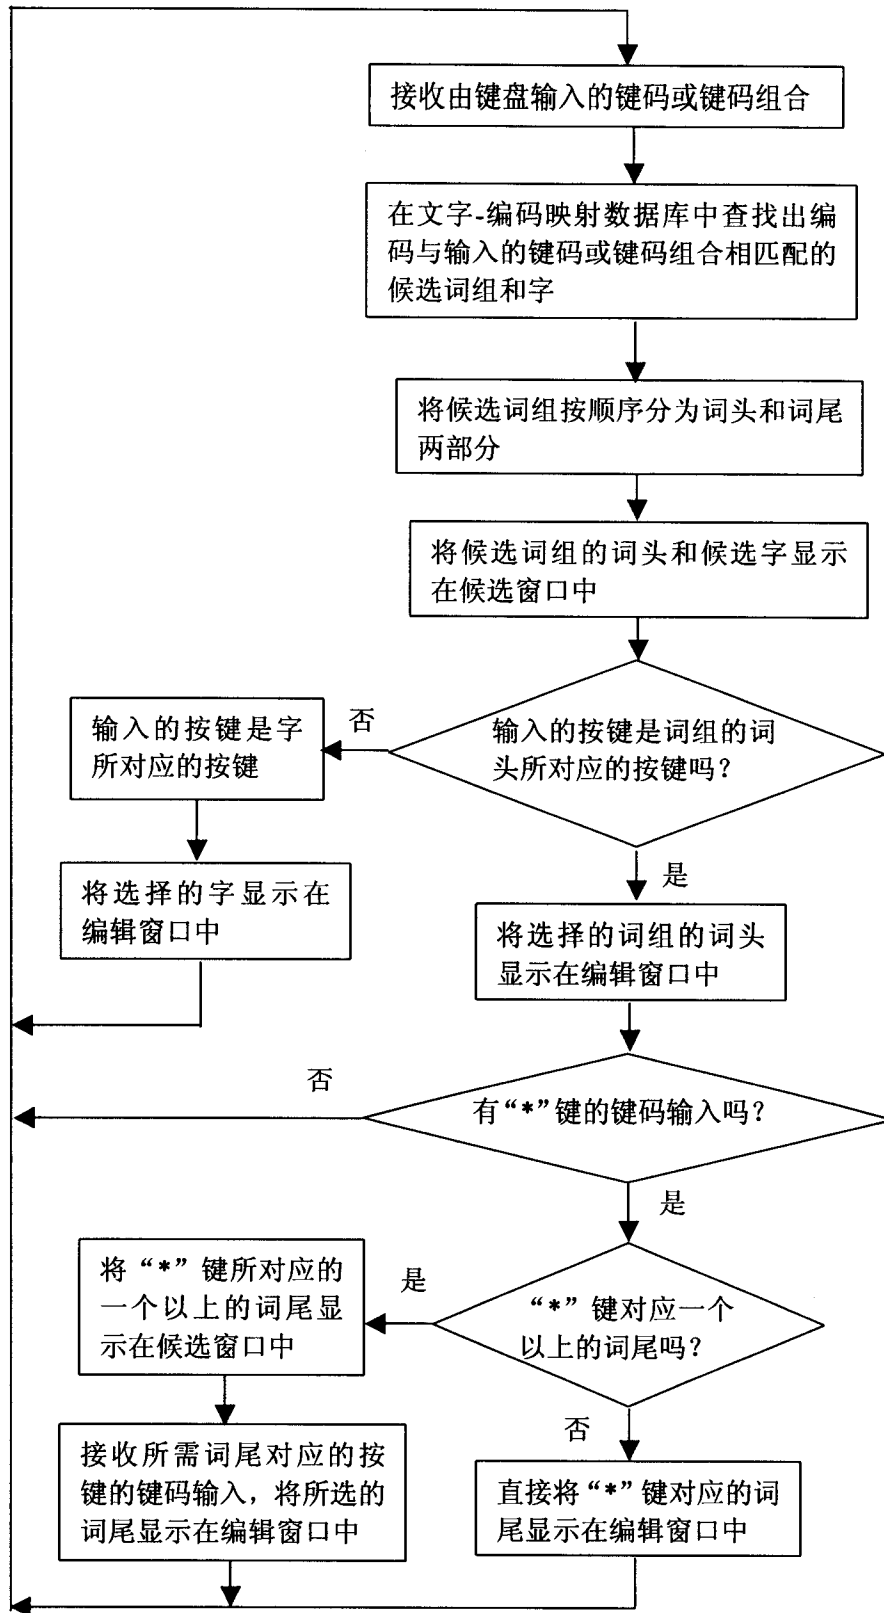 接收由键盘输入的键码或键码组合
在文字-编码映射数据库中查找出编
码与输入的键码或键码组合相匹配的
候选词组和字
将候选词组按顺序分为词头和词尾
两部分
将候选词组的词头和候选字显示
在候选窗口中
输入的按键是词组的词
头所对应的按键吗？
否
输入的按键是字
所对应的按键
将选择的字显示在
编辑窗口中
是
将选择的词组的词头
显示在编辑窗口中
有“*”键的键码输入吗？
否
是
“*”键对应一个
以上的词尾吗？
是
将“*”键所对应的
一个以上的词尾显
示在候选窗口中
接收所需词尾对应的按
键的键码输入，将所选的
词尾显示在编辑窗口中
否
直接将“*”键对应的词
尾显示在编辑窗口中